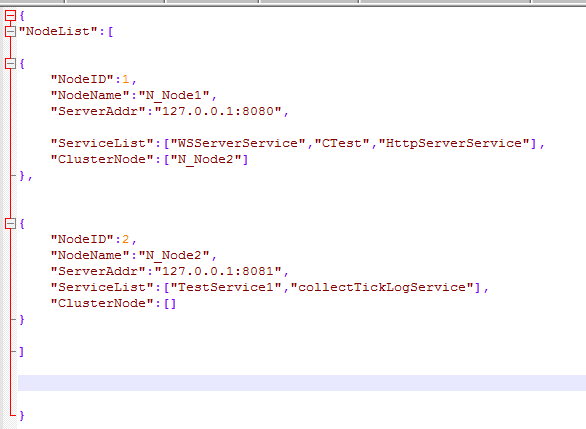 {
"NodeList":[
{
"NodeID":1,
"NodeName":"N_Node1",
"ServerAddr":"127.0.0.1:8080",
"ServiceList":["WSServerService","CTest","HttpServerService"],
"ClusterNode":["N_Node2"]
},
{
"NodeID":2,
"NodeName":"N_Node2",
"ServerAddr":"127.0.0.1:8081",
"ServiceList":["TestService1","collectTickLogService"],
"ClusterNode":[]
}
]
}